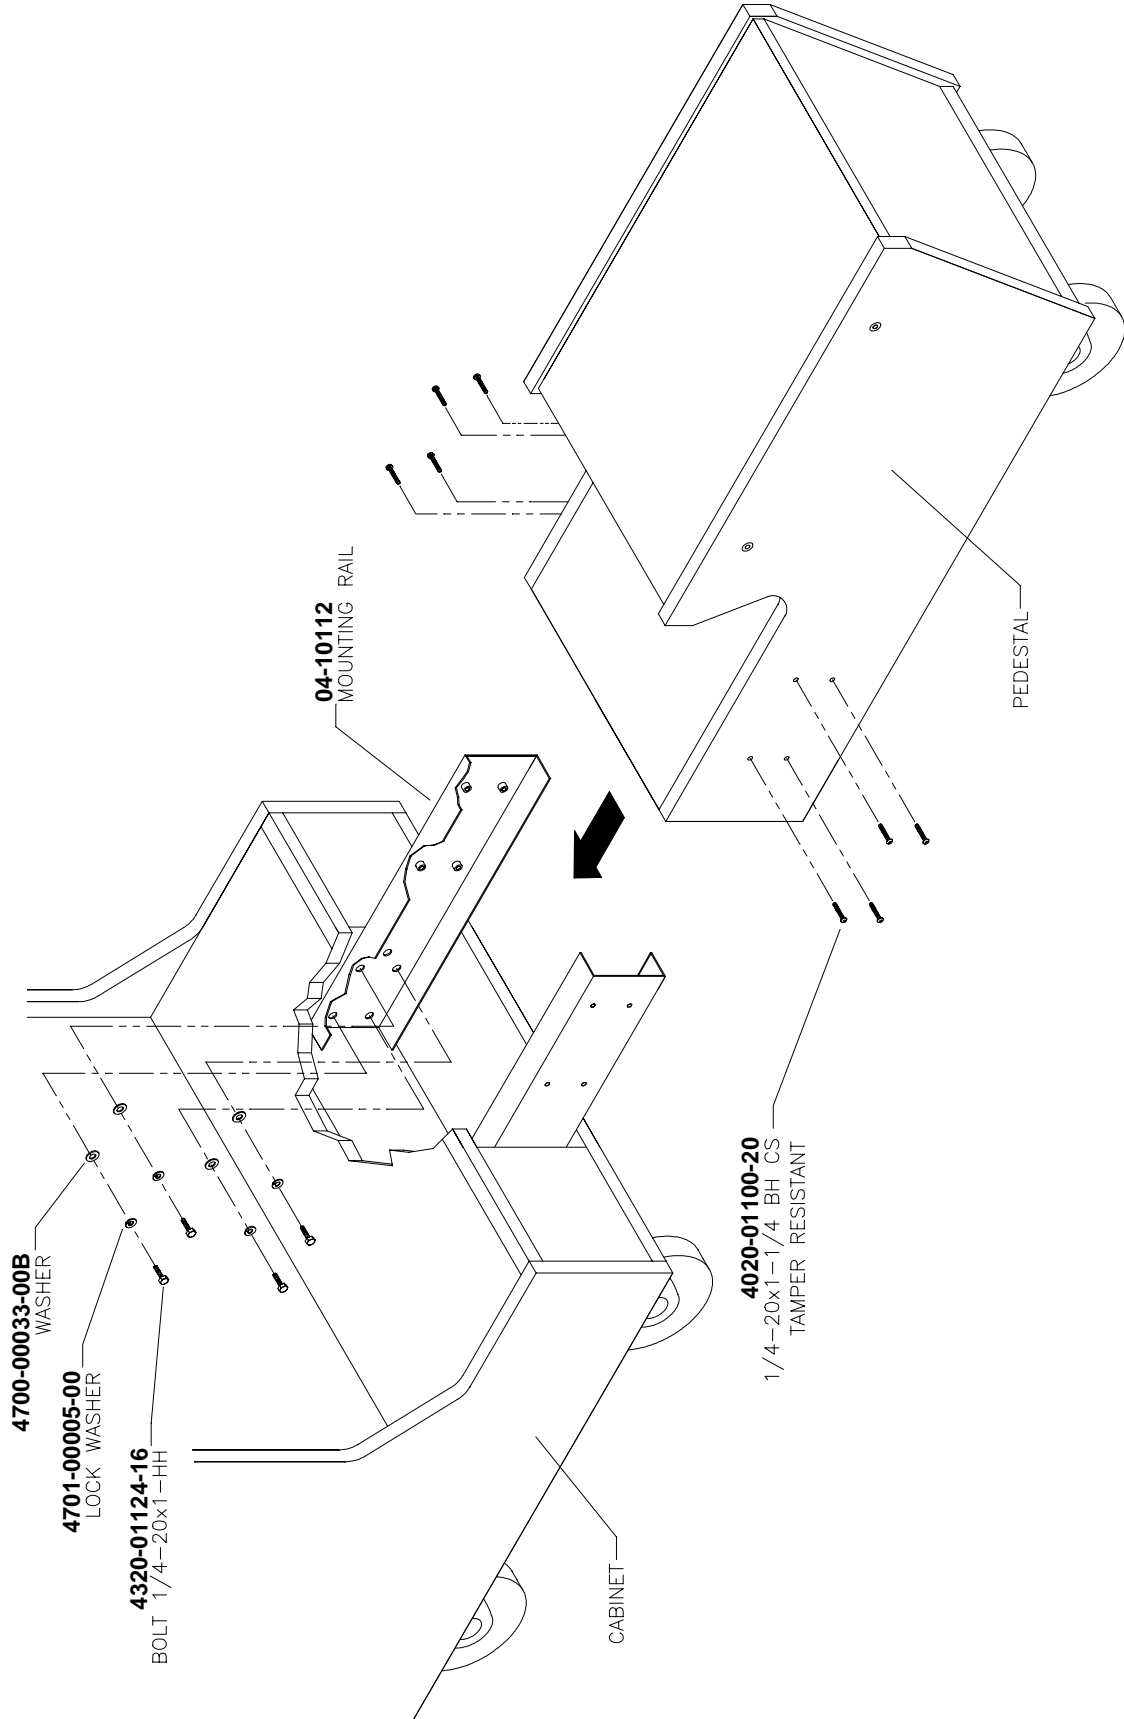 4700-00033-00B
WASHER
4701-00005-00
LOCK WASHER
4320-01124-16
BOLT 1/4-20x1-HH
04-10112
MOUNTING RAIL
4020-01100-20
1/4-20x1-1/4 BH CS
TAMPER RESISTANT
CABINET
PEDESTAL